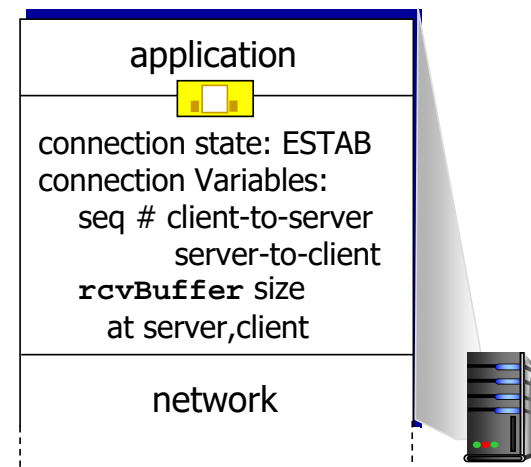 application
connection state: ESTAB
connection Variables:
seq # client-to-server
server-to-client
rcvBuffer size
at server,client
network